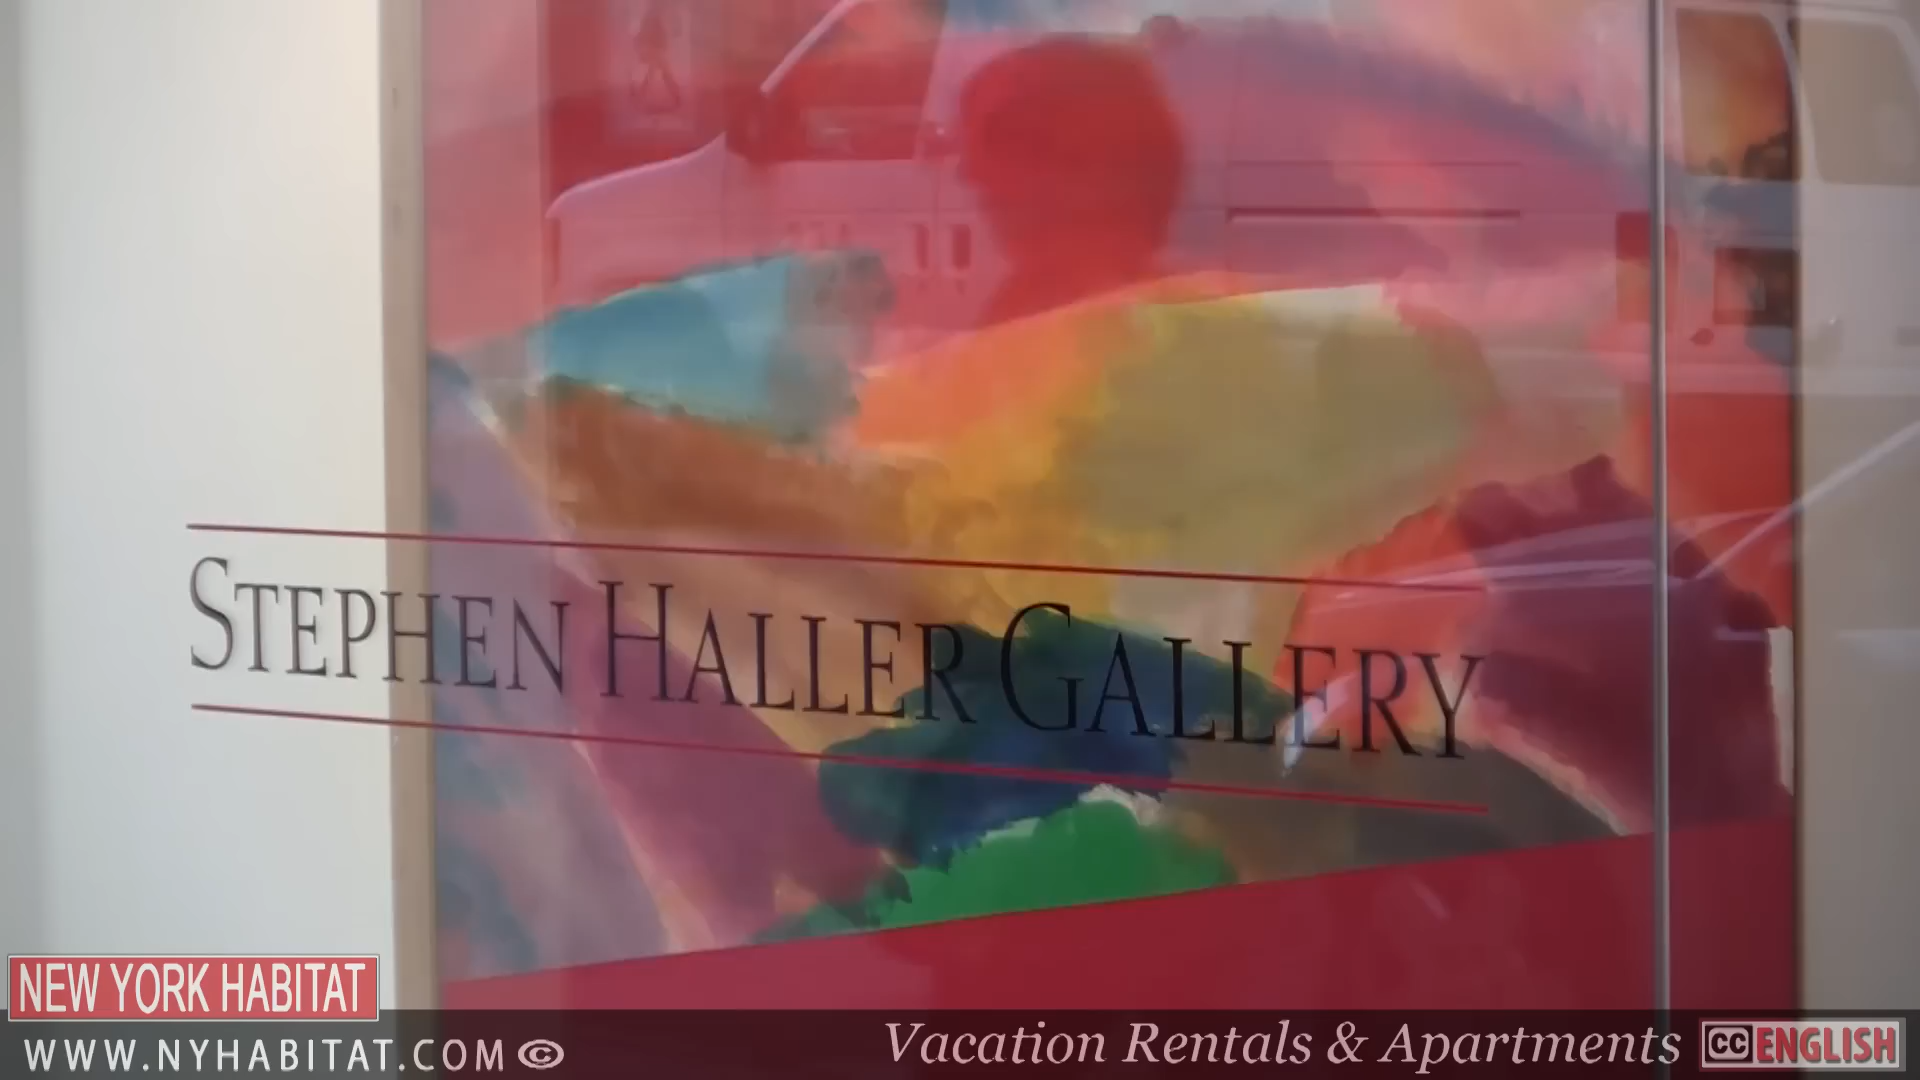 STEPHEN HALLER GALLERY
NEW YORK HABITAT
WWW.NYHABITAT.COM ©
Vacation Rentals & Apartments
CC ENGLISH